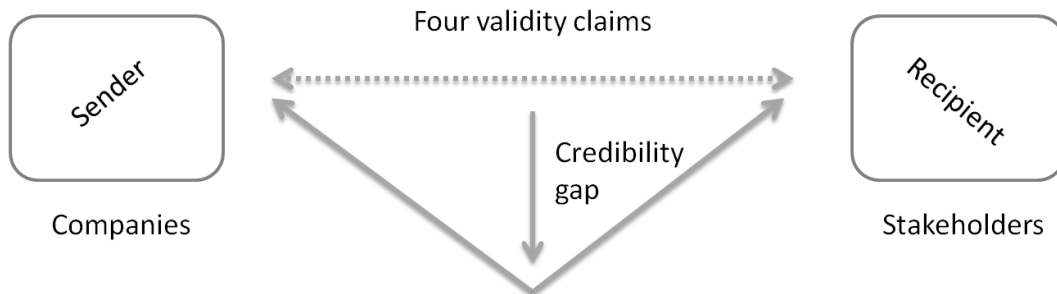 Four validity claims
Sender
Recipient
Credibility
gap
Companies
Stakeholders